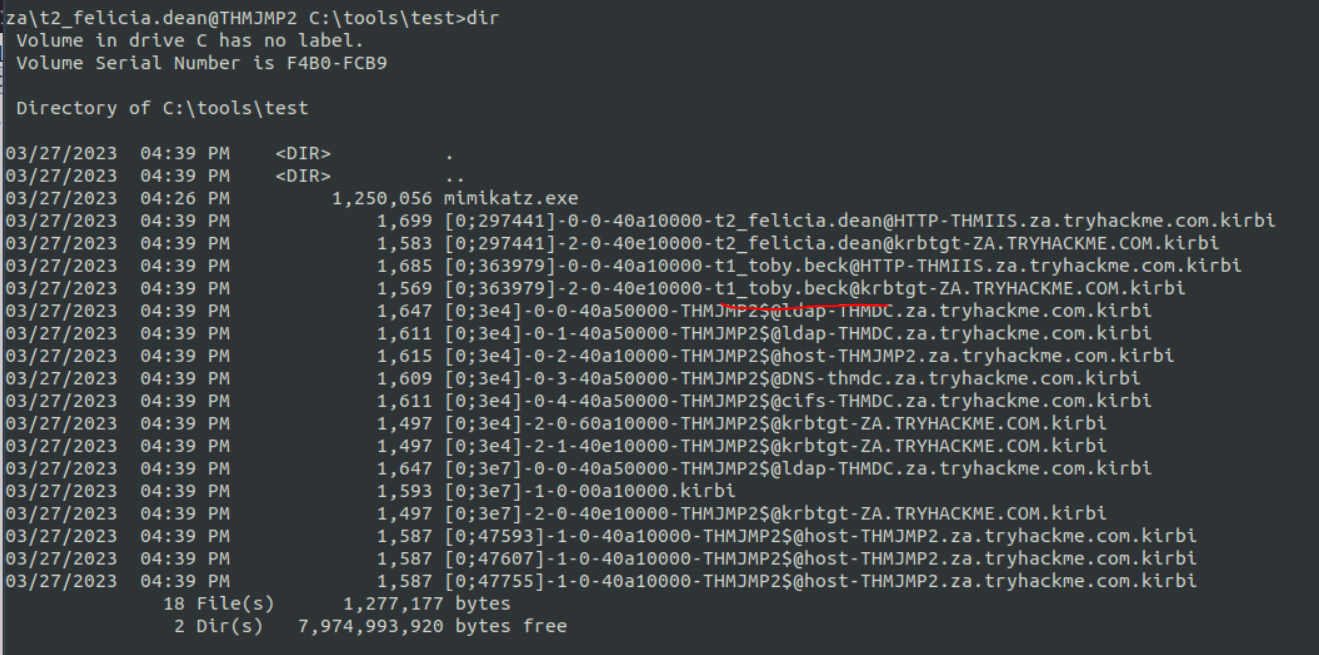 za\t2_felicia.dean@THMJMP2 C:\tools\test>dir
 Volume in drive C has no label.
 Volume Serial Number is F4B0-FCB9

 Directory of C:\tools\test

03/27/2023  04:39 PM    <DIR>          .
03/27/2023  04:39 PM    <DIR>          ..
03/27/2023  04:26 PM         1,250,056 mimikatz.exe
03/27/2023  04:39 PM             1,699 [0;297441]-0-0-40a10000-t2_felicia.dean@HTTP-THMIIS.za.tryhackme.com.kirbi
03/27/2023  04:39 PM             1,583 [0;297441]-2-0-40e10000-t2_felicia.dean@krbtgt-ZA.TRYHACKME.COM.kirbi
03/27/2023  04:39 PM             1,685 [0;363979]-0-0-40a10000-t1_toby.beck@HTTP-THMIIS.za.tryhackme.com.kirbi
03/27/2023  04:39 PM             1,569 [0;363979]-2-0-40e10000-t1_toby.beck@krbtgt-ZA.TRYHACKME.COM.kirbi
03/27/2023  04:39 PM             1,647 [0;3e4]-0-0-40a50000-THMJMP2$@ldap-THMDC.za.tryhackme.com.kirbi
03/27/2023  04:39 PM             1,611 [0;3e4]-0-1-40a50000-THMJMP2$@ldap-THMDC.za.tryhackme.com.kirbi
03/27/2023  04:39 PM             1,615 [0;3e4]-0-2-40a10000-THMJMP2$@host-THMJMP2.za.tryhackme.com.kirbi
03/27/2023  04:39 PM             1,609 [0;3e4]-0-3-40a50000-THMJMP2$@DNS-thmdc.za.tryhackme.com.kirbi
03/27/2023  04:39 PM             1,611 [0;3e4]-0-4-40a50000-THMJMP2$@cifs-THMDC.za.tryhackme.com.kirbi
03/27/2023  04:39 PM             1,497 [0;3e4]-2-0-60a10000-THMJMP2$@krbtgt-ZA.TRYHACKME.COM.kirbi
03/27/2023  04:39 PM             1,497 [0;3e4]-2-1-40e10000-THMJMP2$@krbtgt-ZA.TRYHACKME.COM.kirbi
03/27/2023  04:39 PM             1,647 [0;3e7]-0-0-40a50000-THMJMP2$@ldap-THMDC.za.tryhackme.com.kirbi
03/27/2023  04:39 PM             1,593 [0;3e7]-1-0-00a10000.kirbi
03/27/2023  04:39 PM             1,497 [0;3e7]-2-0-40e10000-THMJMP2$@krbtgt-ZA.TRYHACKME.COM.kirbi
03/27/2023  04:39 PM             1,587 [0;47593]-1-0-40a10000-THMJMP2$@host-THMJMP2.za.tryhackme.com.kirbi
03/27/2023  04:39 PM             1,587 [0;47607]-1-0-40a10000-THMJMP2$@host-THMJMP2.za.tryhackme.com.kirbi
03/27/2023  04:39 PM             1,587 [0;47755]-1-0-40a10000-THMJMP2$@host-THMJMP2.za.tryhackme.com.kirbi
              18 File(s)      1,277,177 bytes
               2 Dir(s)   7,974,993,920 bytes free